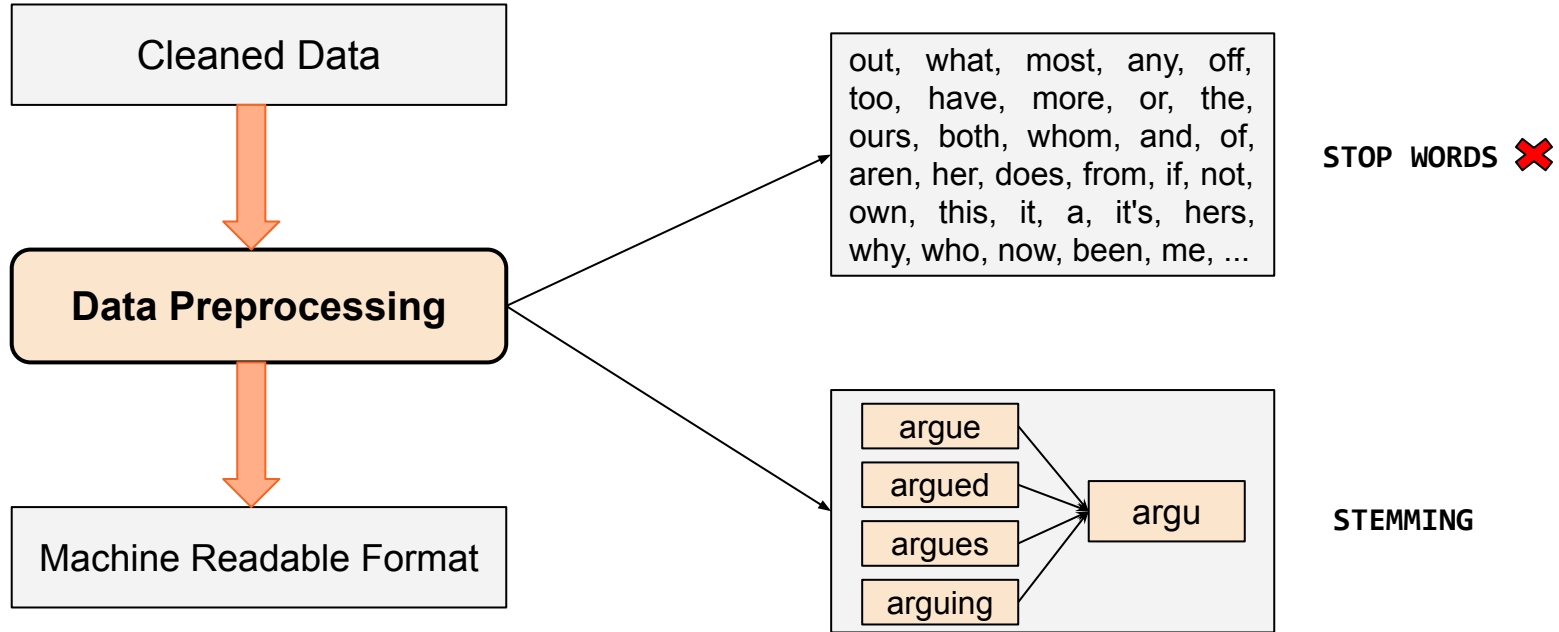 Cleaned Data
Data Preprocessing
Machine Readable Format
out, what, most, any, off,
too, have, more, or, the,
ours, both, whom, and, of,
aren, her, does, from, if, not,
own, this, it, a, it's, hers,
why, who, now, been, me, ...
STOP WORDS
argue
argued
argues
arguing
argu
STEMMING